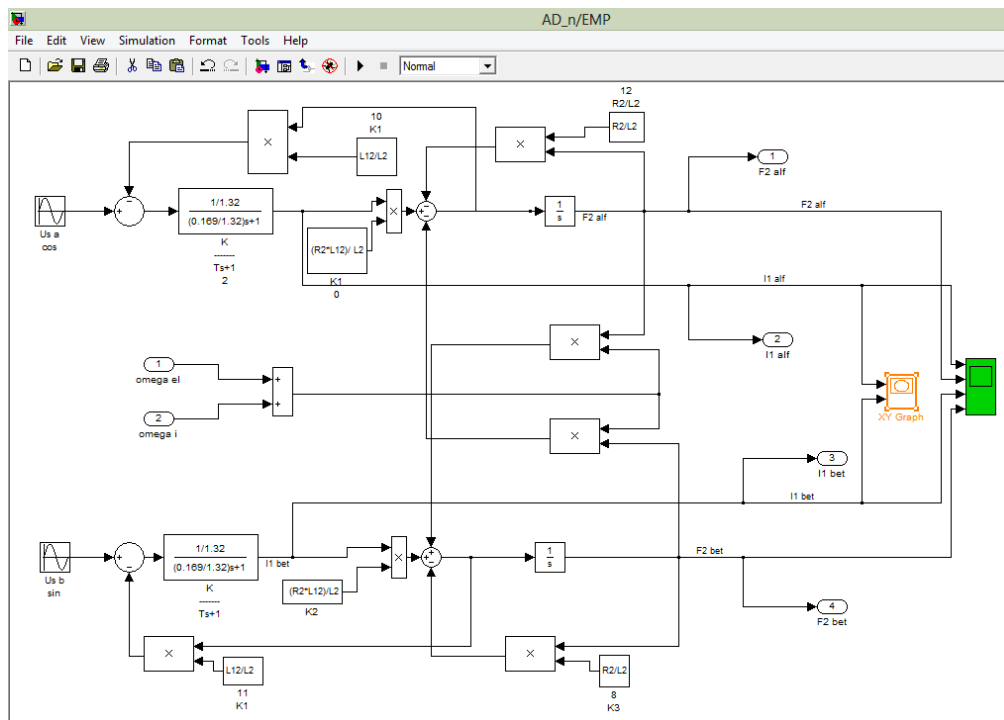 AD_n/EMP
File Edit View Simulation Format Tools Help
Normal
12
R2/L2
10
K1
×
L12/L2
×
R2/L2
1
F2 alf
Us a
cos
1/1.32
(0.169/1.32)s+1
K
-------
Ts+1
2
×
(R2*L12)/ L2
K1
0
1
s
F2 alf
F2 alf
I1 alf
2
I1 alf
×
1
omega el
2
omega i
+
+
×
XY Graph
3
I1 bet
I1 bet
Us b
sin
1/1.32
(0.169/1.32)s+1
K
-------
Ts+1
I1 bet
×
(R2*L12)/L2
K2
1
s
F2 bet
4
F2 bet
×
L12/L2
11
K1
×
R2/L2
8
K3